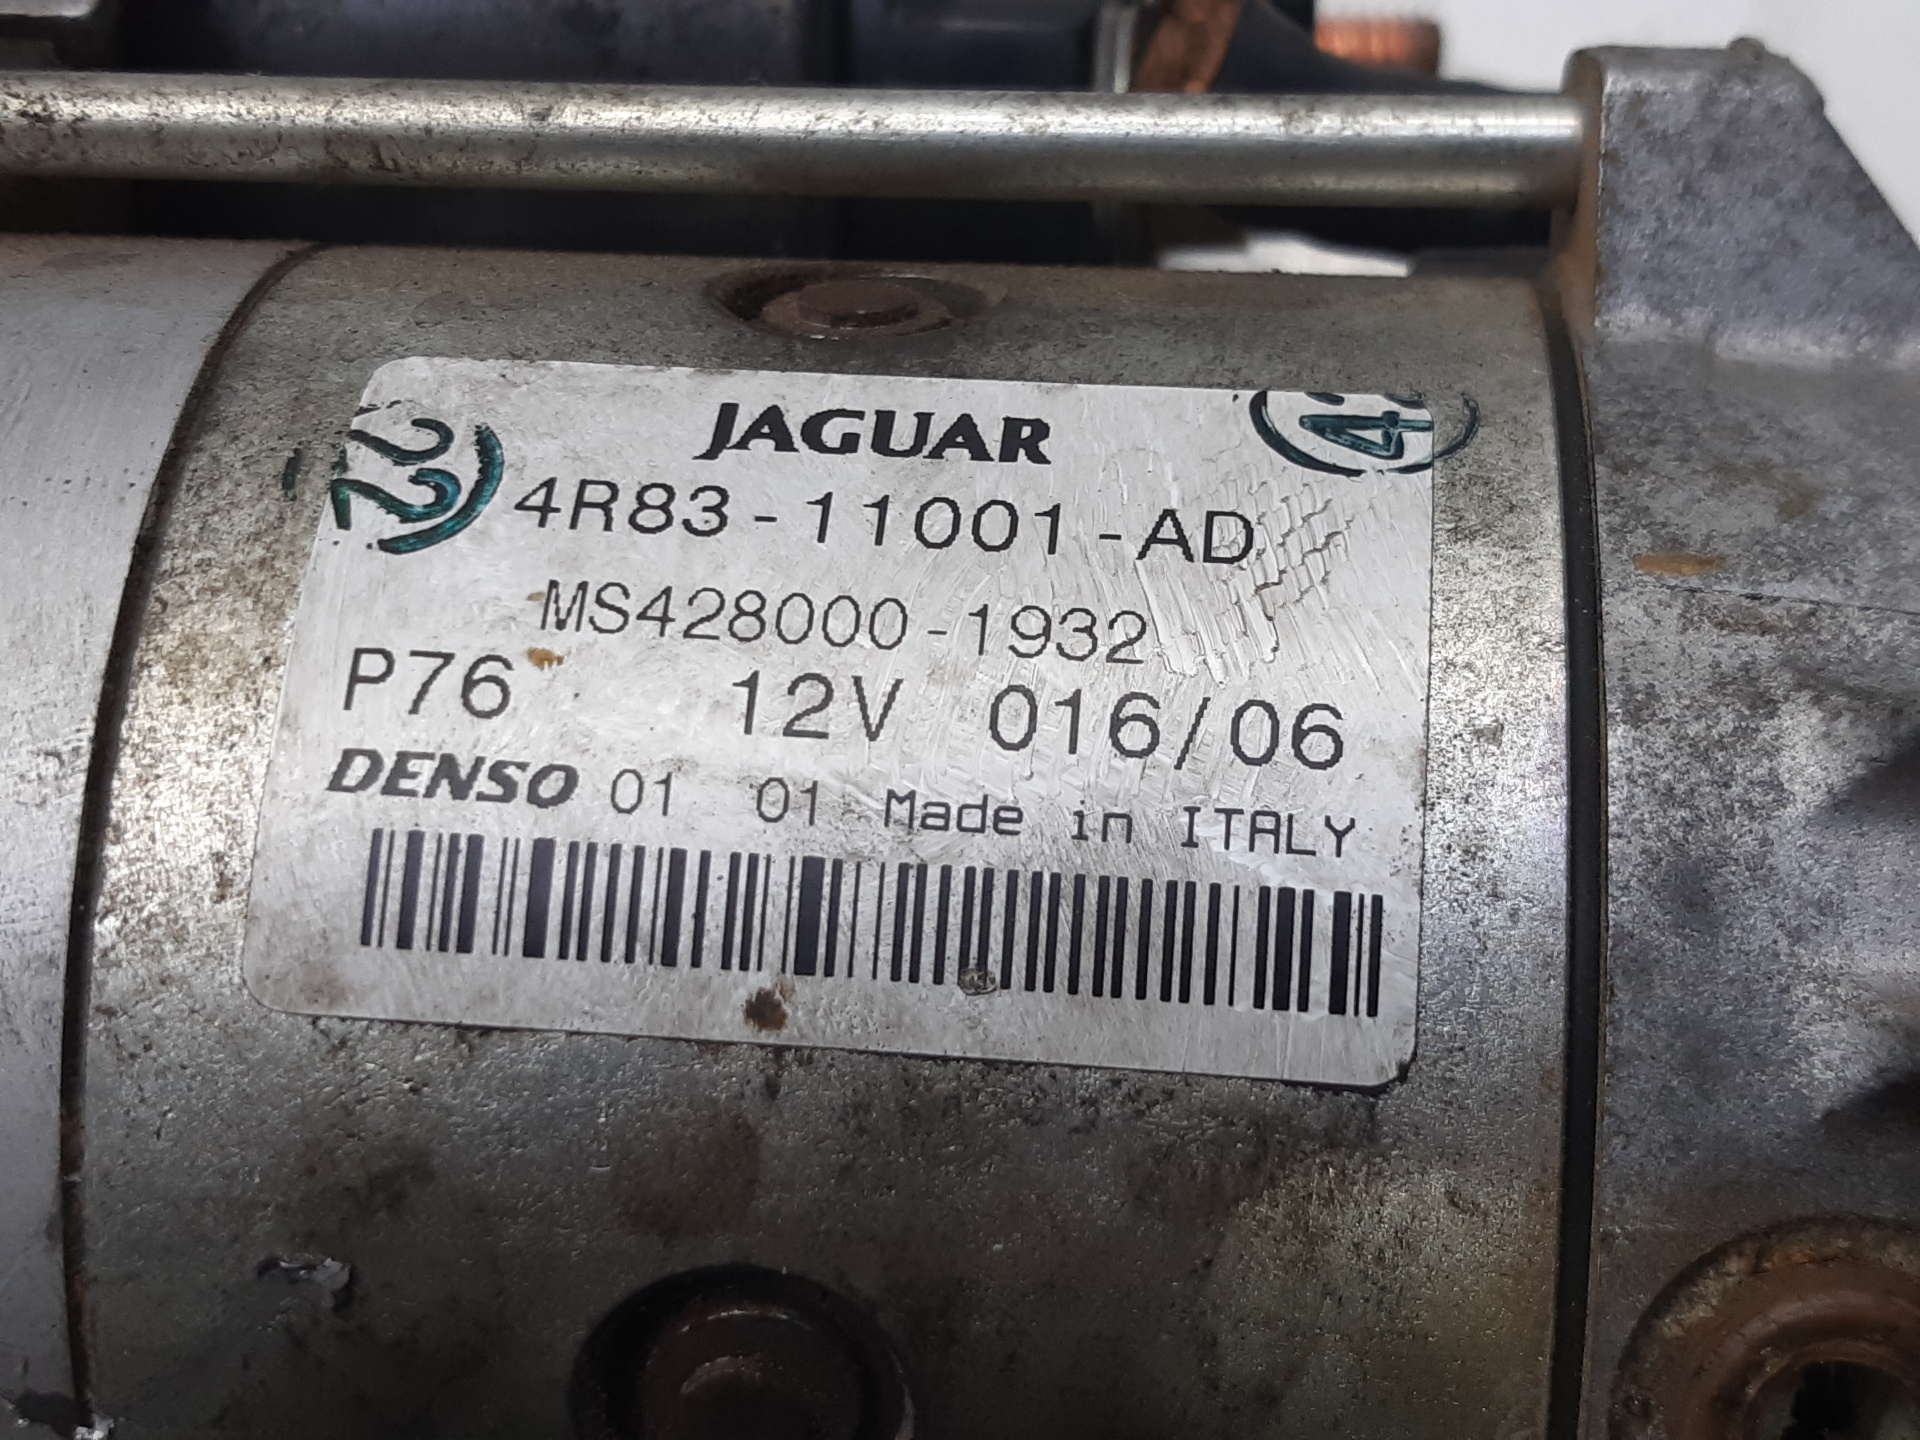 JAGUAR
4R83-11001-AD
MS428000-1932
P76 12V 016/06
DENSO 01 01 Made in ITALY